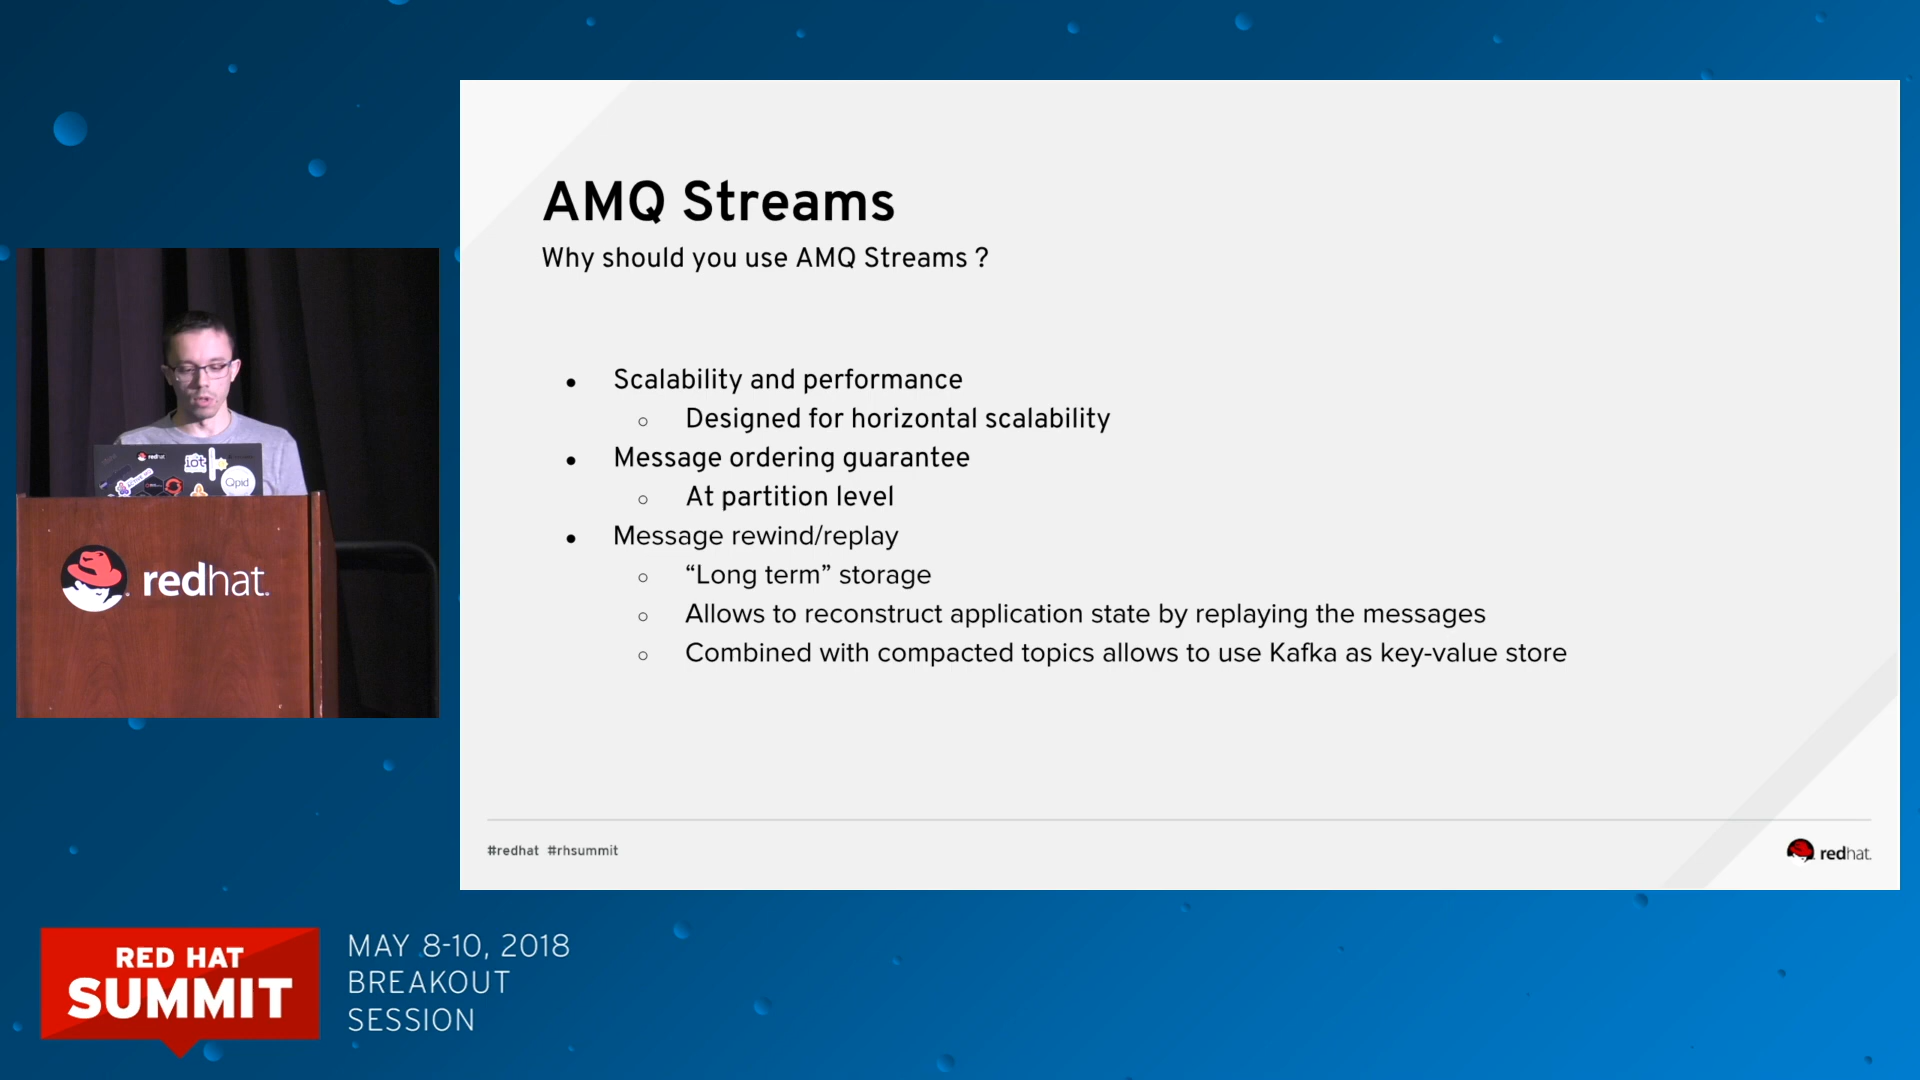 AMQ Streams
Why should you use AMQ Streams ?
● Scalability and performance
○ Designed for horizontal scalability
● Message ordering guarantee
○ At partition level
● Message rewind/replay
○ “Long term” storage
○ Allows to reconstruct application state by replaying the messages
○ Combined with compacted topics allows to use Kafka as key-value store
#redhat #rhsummit
redhat.
redhat
iot
Qpid
redhat.
RED HAT
SUMMIT
MAY 8-10, 2018
BREAKOUT
SESSION